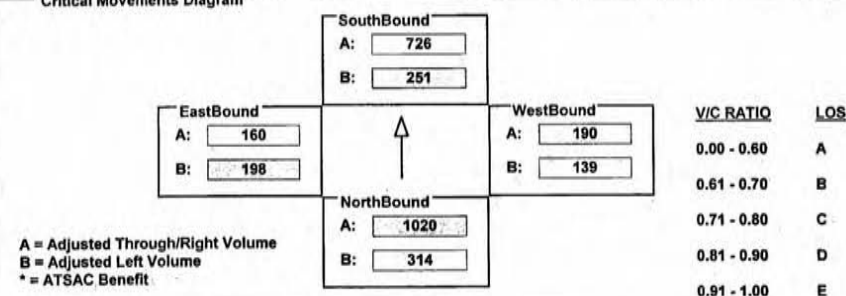 Critical Movements Diagram
SouthBound
A: 726
B: 251
EastBound
A: 160
B: 198
WestBound
A: 190
B: 139
NorthBound
A: 1020
B: 314
A = Adjusted Through/Right Volume
B = Adjusted Left Volume
* = ATSAC Benefit
V/C RATIO LOS
0.00 - 0.60 A
0.61 - 0.70 B
0.71 - 0.80 C
0.81 - 0.90 D
0.91 - 1.00 E